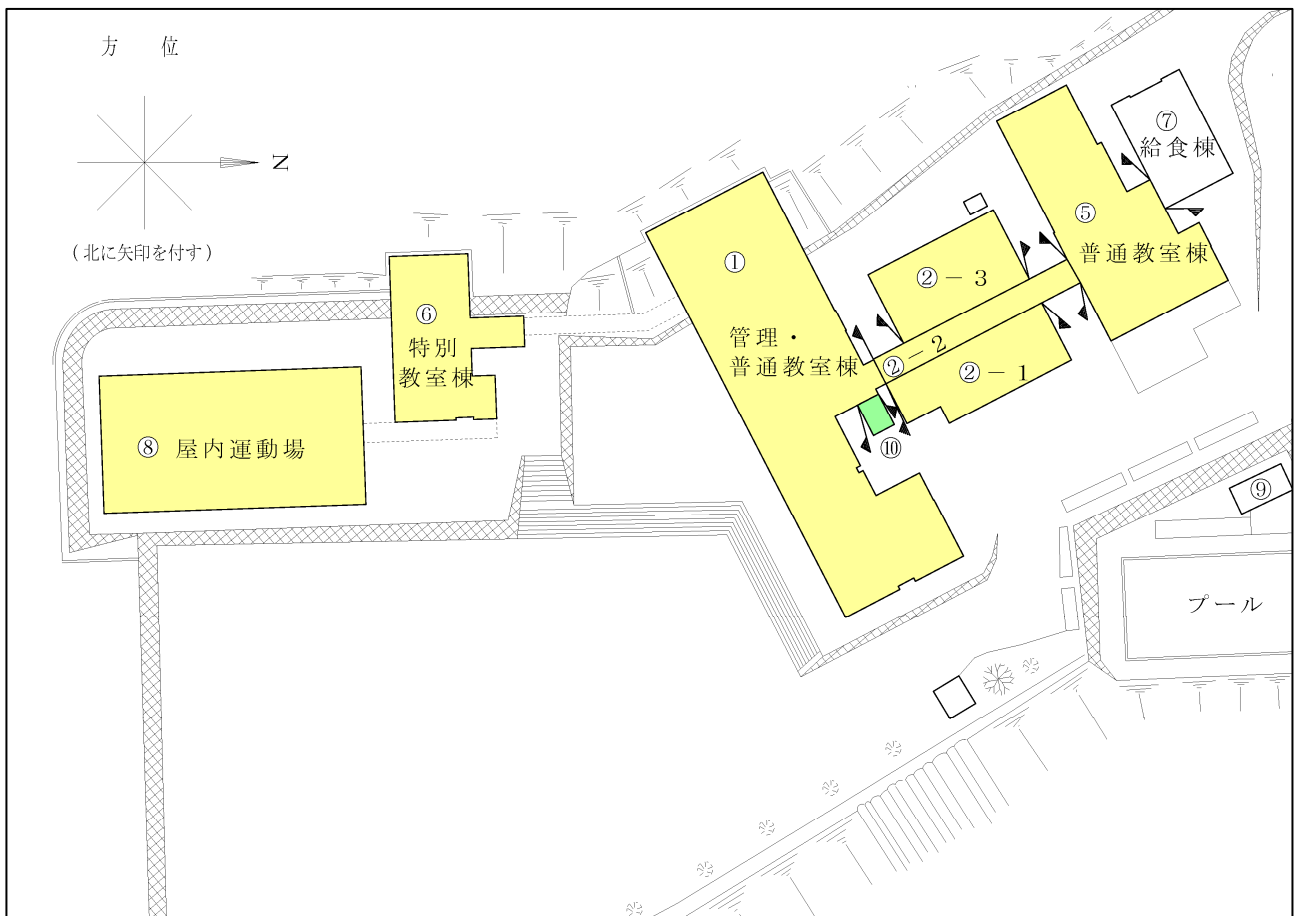 方 位
N
(北に矢印を付す)
⑦
給食棟
⑤
普通教室棟
①
管理・
普通教室棟
②－3
②－2
②－1
⑥
特別
教室棟
⑧ 屋内運動場
⑩
⑨
プール